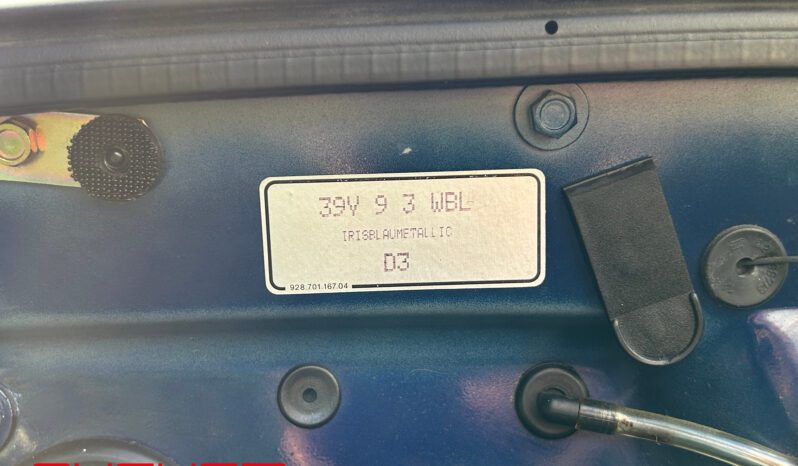 39V 9 3 WBL
IRISBLAUMETALLIC
D3
928.701.167.04